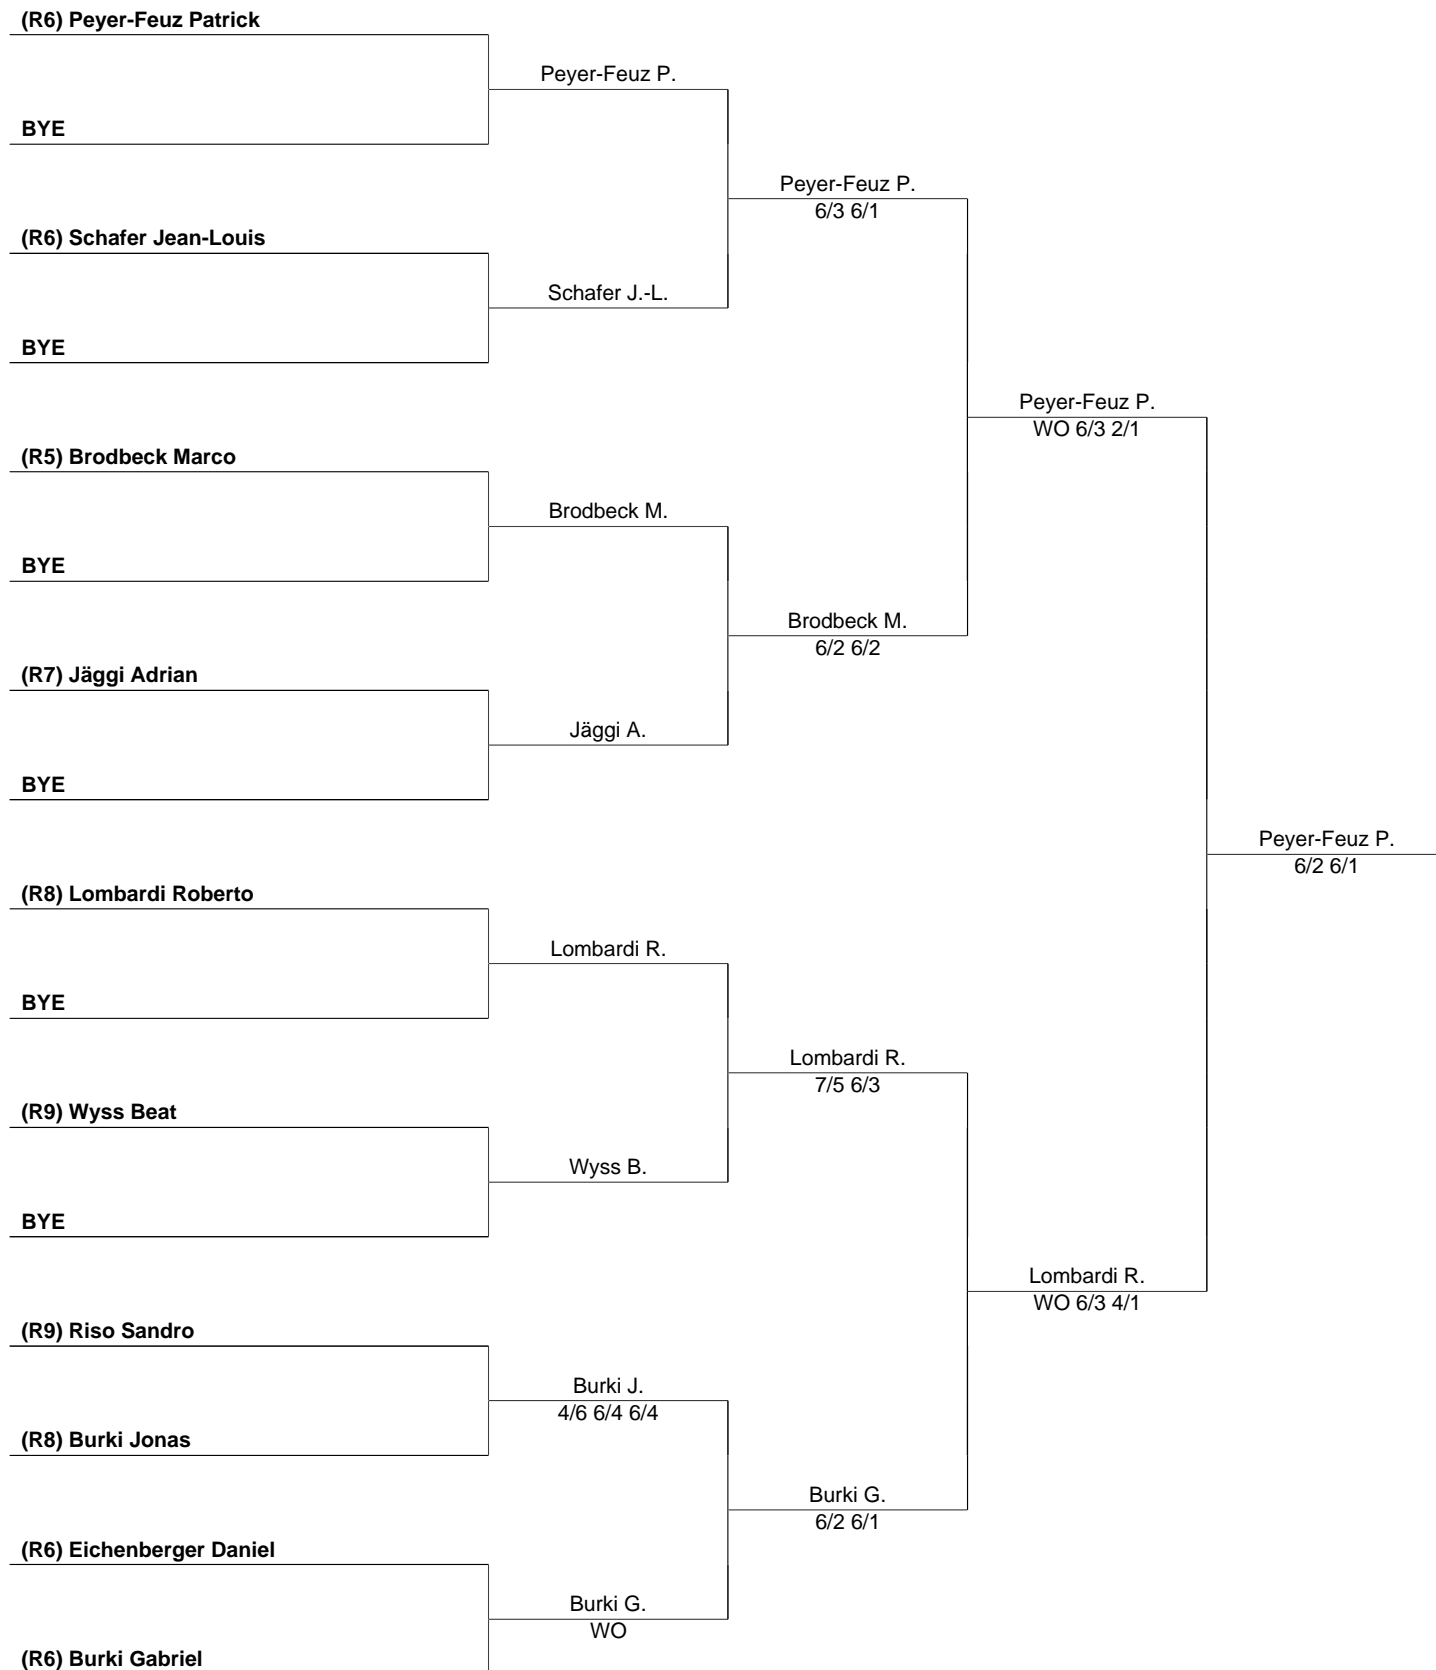 (R6) Peyer-Feuz Patrick
Peyer-Feuz P.
BYE
Peyer-Feuz P.
6/3 6/1
(R6) Schafer Jean-Louis
Schafer J.-L.
BYE
Peyer-Feuz P.
WO 6/3 2/1
(R5) Brodbeck Marco
Brodbeck M.
BYE
Brodbeck M.
6/2 6/2
(R7) Jäggi Adrian
Jäggi A.
BYE
Peyer-Feuz P.
6/2 6/1
(R8) Lombardi Roberto
Lombardi R.
BYE
Lombardi R.
7/5 6/3
(R9) Wyss Beat
Wyss B.
BYE
Lombardi R.
WO 6/3 4/1
(R9) Riso Sandro
Burki J.
4/6 6/4 6/4
(R8) Burki Jonas
Burki G.
6/2 6/1
(R6) Eichenberger Daniel
Burki G.
WO
(R6) Burki Gabriel